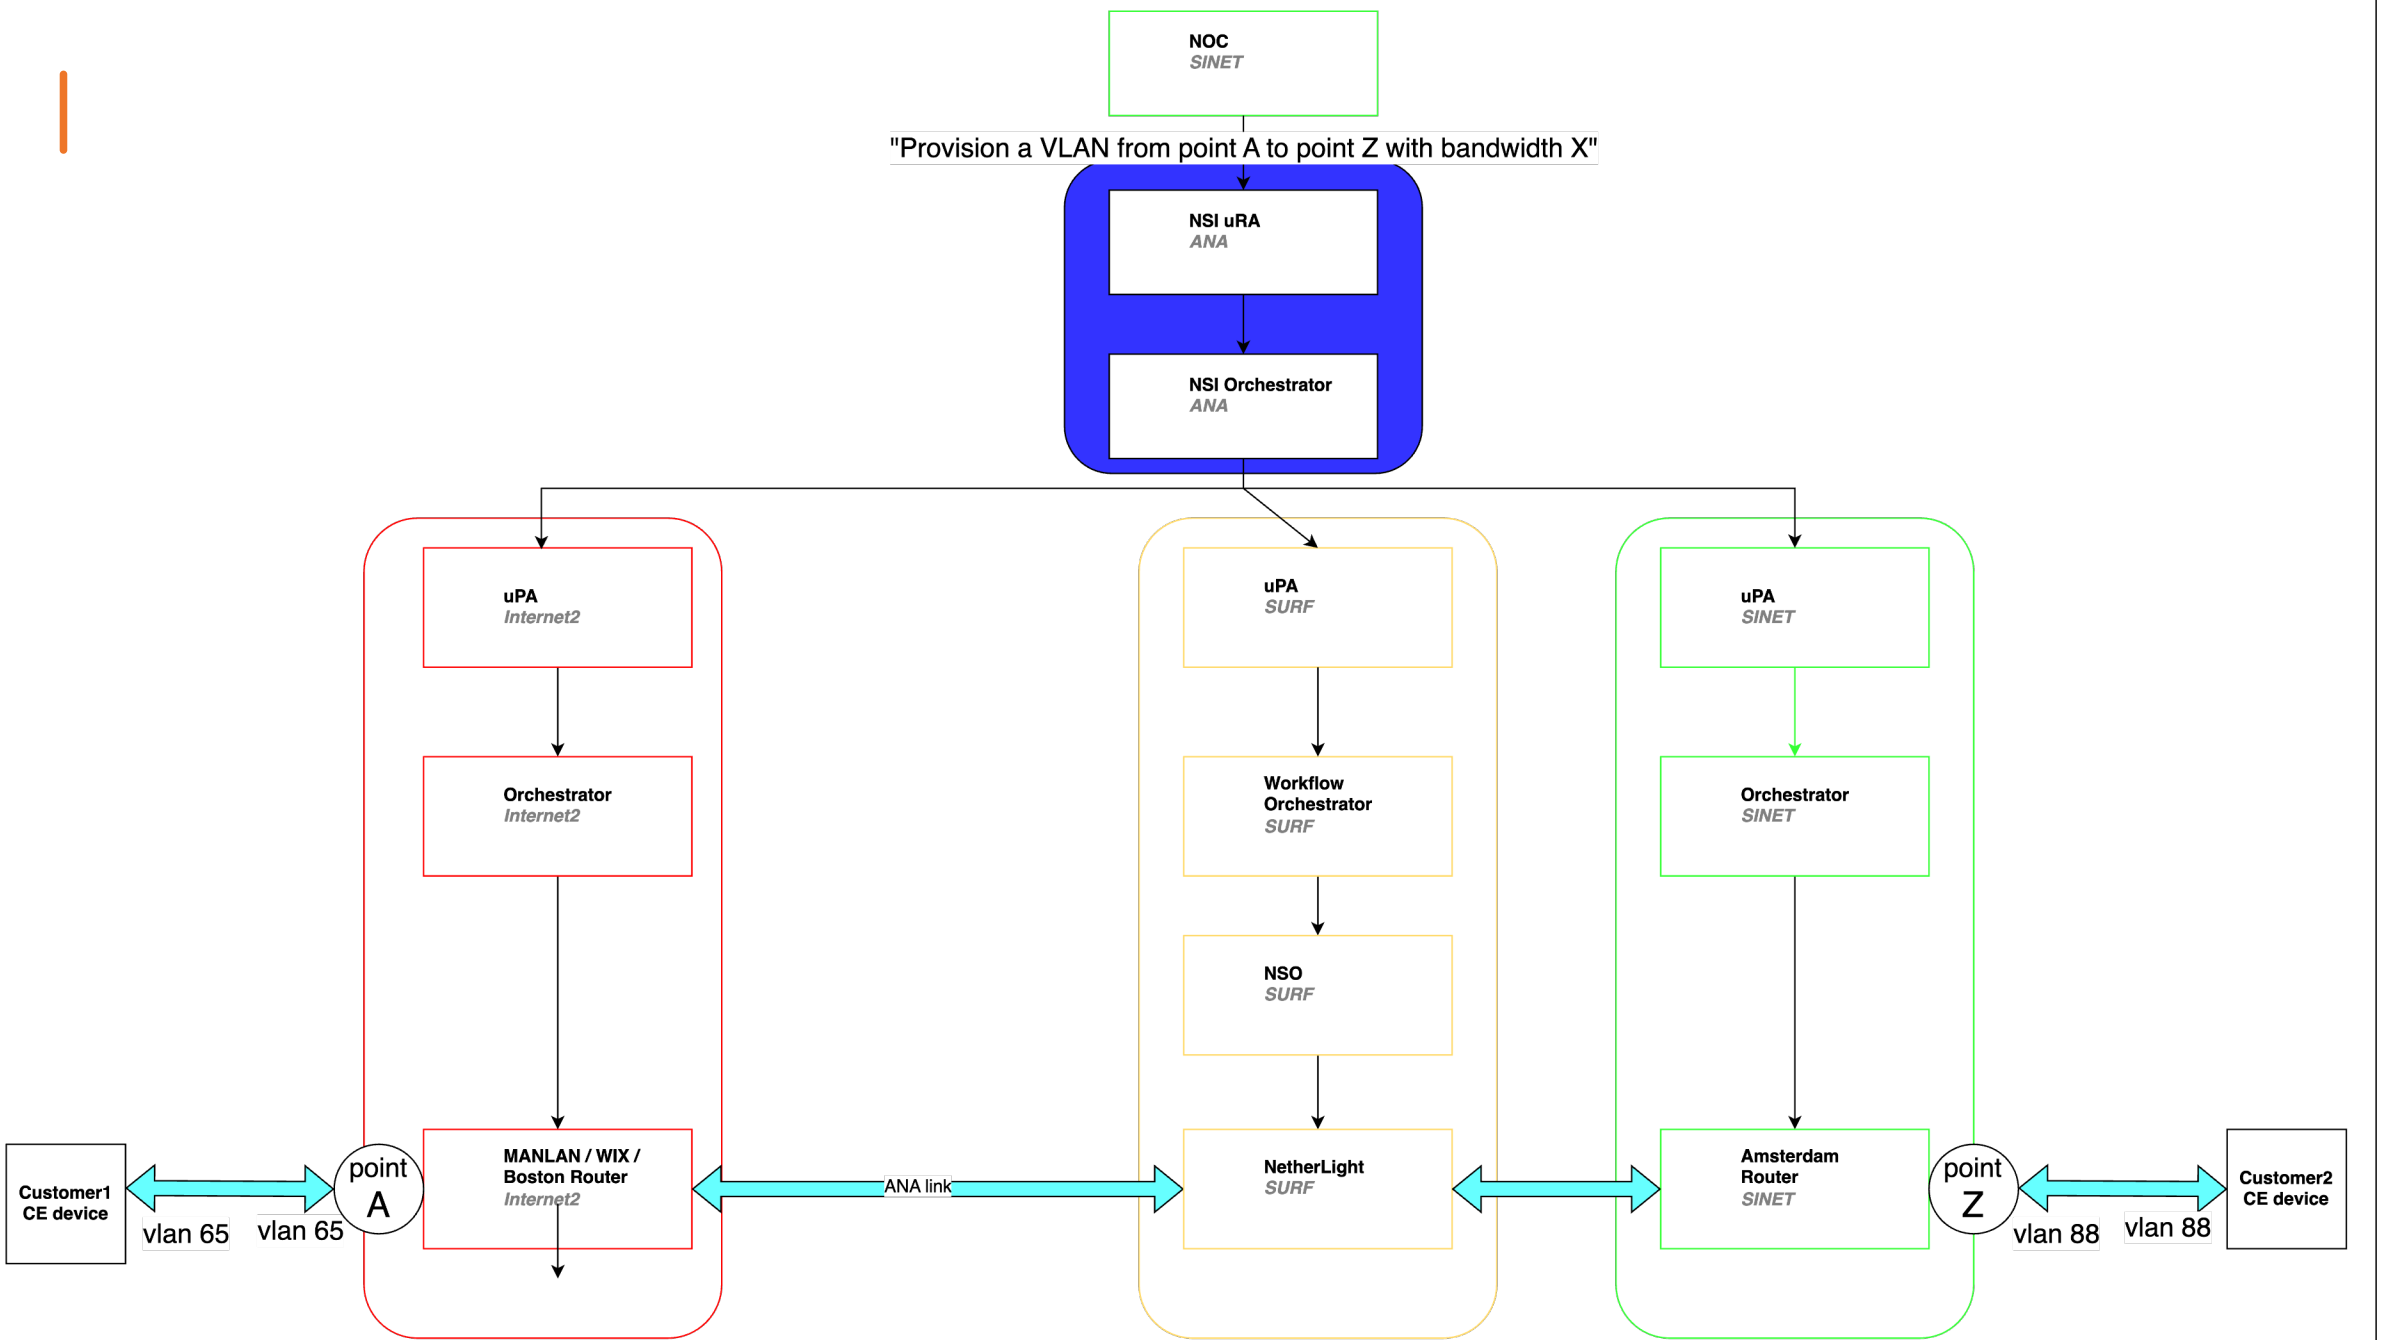 NOC
SINET
"Provision a VLAN from point A to point Z with bandwidth X"
NSI uRA
ANA
NSI Orchestrator
ANA
uPA
Internet2
uPA
SURF
uPA
SINET
Orchestrator
Internet2
Workflow
Orchestrator
SURF
Orchestrator
SINET
NSO
SURF
Customer1
CE device
vlan 65
vlan 65
point
A
MANLAN / WIX /
Boston Router
Internet2
ANA link
NetherLight
SURF
Amsterdam
Router
SINET
point
Z
vlan 88
vlan 88
Customer2
CE device